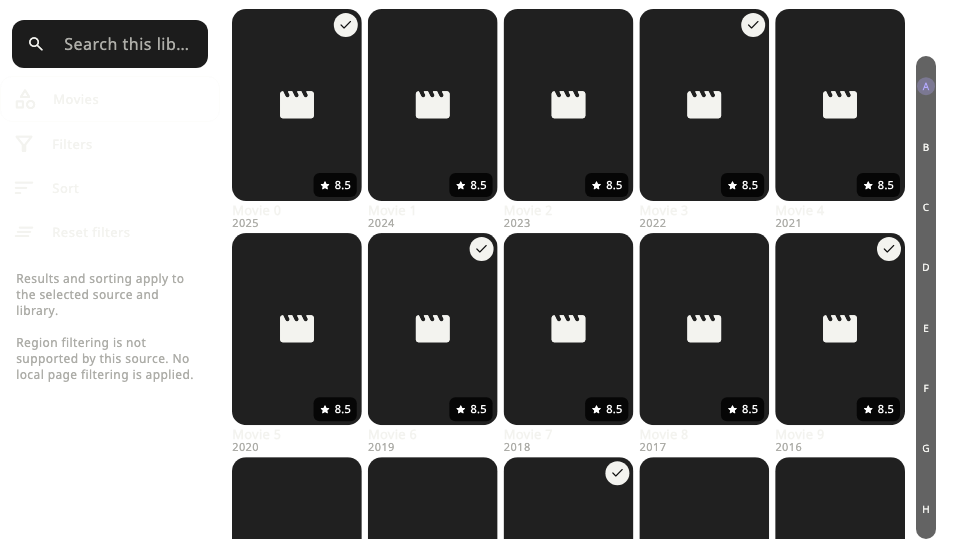 Search this lib...
Movies
Filters
Sort
Reset filters
Results and sorting apply to
the selected source and
library.
Region filtering is not
supported by this source. No
local page filtering is applied.
8.5
8.5
8.5
8.5
8.5
Movie 0
Movie 1
Movie 2
Movie 3
Movie 4
2025
2024
2023
2022
2021
8.5
8.5
8.5
8.5
8.5
Movie 5
Movie 6
Movie 7
Movie 8
Movie 9
2020
2019
2018
2017
2016
A
B
C
D
E
F
G
H